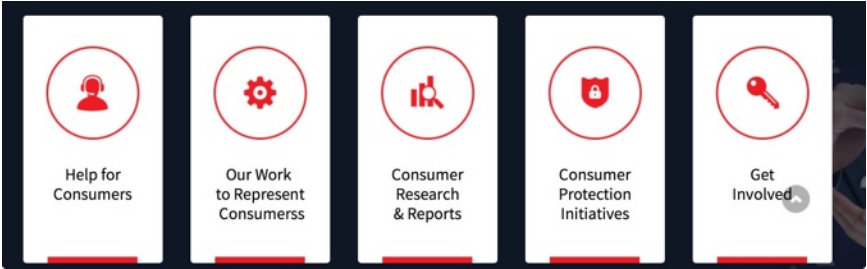 Help for
Consumers
Our Work
to Represent
Consumerss
Consumer
Research
& Reports
Consumer
Protection
Initiatives
Get
Involved